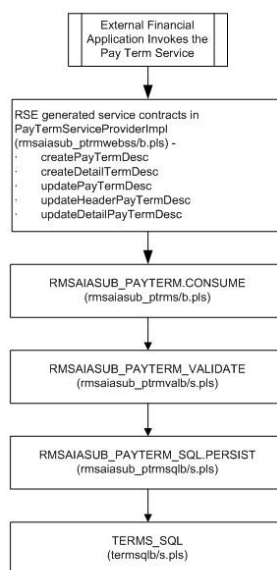 External Financial
Application Invokes the
Pay Term Service
RSE generated service contracts in
PayTermServiceProviderImpl
(rmsaiasub_ptrmwebss/b.pls) -
· createPayTermDesc
· createDetailTermDesc
· updatePayTermDesc
· updateHeaderPayTermDesc
· updateDetailPayTermDesc
RMSAIASUB_PAYTERM.CONSUME
(rmsaiasub_ptrms/b.pls)
RMSAIASUB_PAYTERM_VALIDATE
(rmsaiasub_ptrmvalb/s.pls)
RMSAIASUB_PAYTERM_SQL.PERSIST
(rmsaiasub_ptrmsqlb/s.pls)
TERMS_SQL
(termsqlb/s.pls)